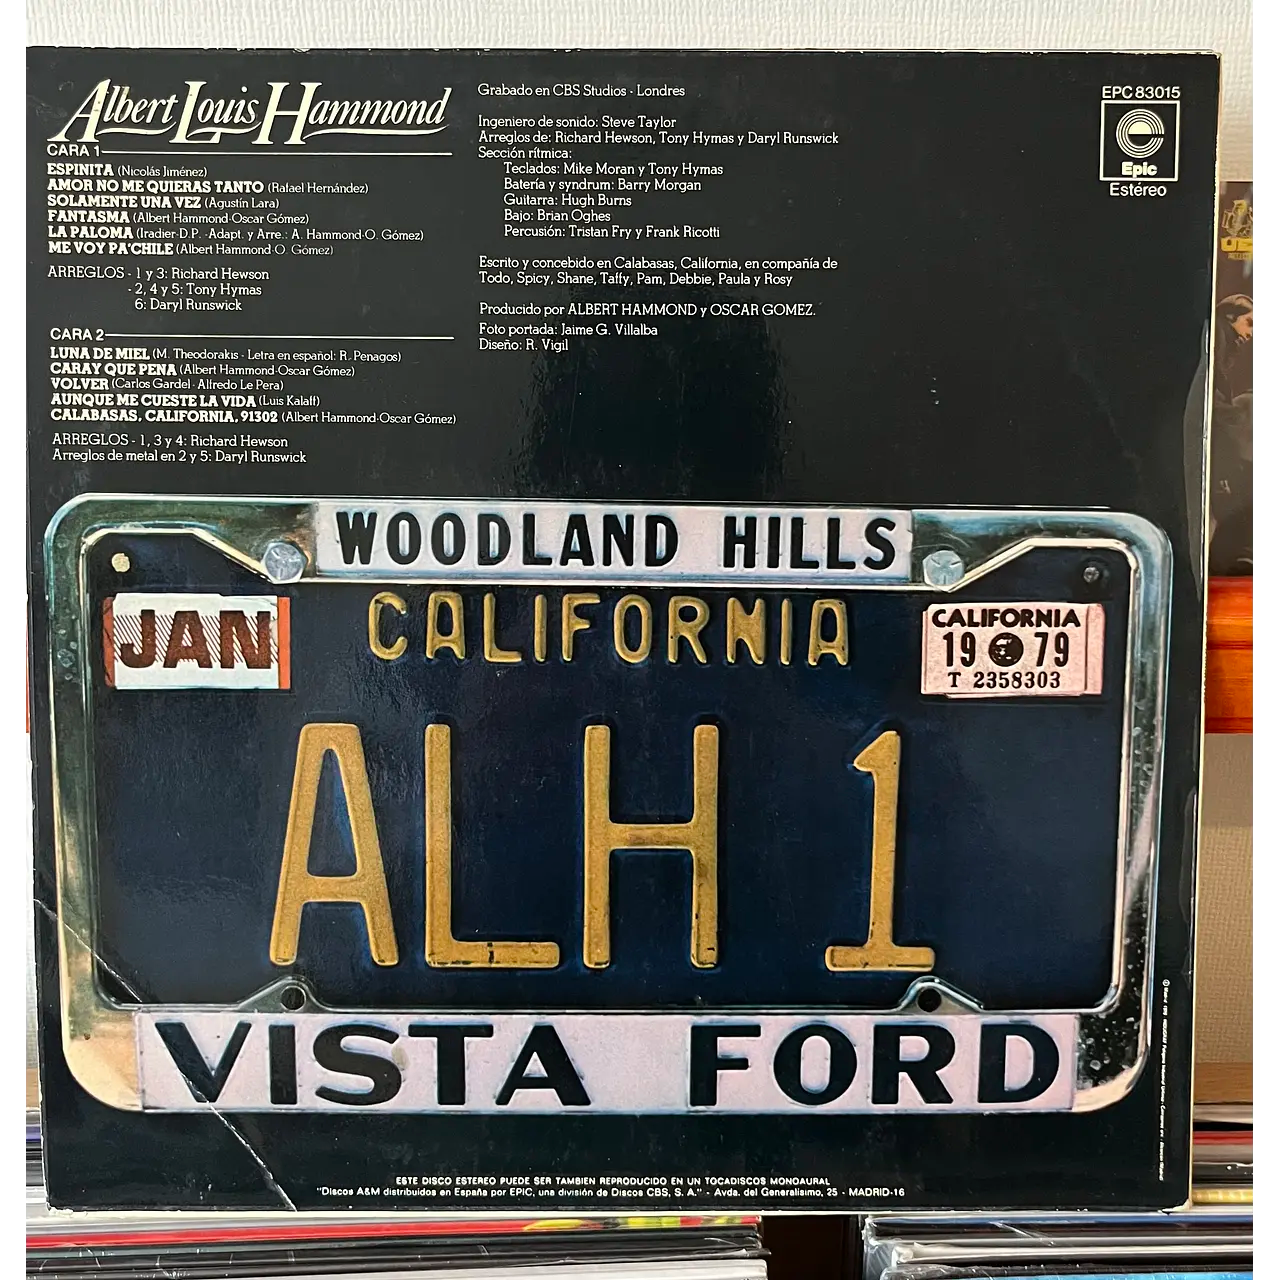 Albert Louis Hammond
CARA 1
ESPINITA (Nicolás Jiménez)
AMOR NO ME QUIERAS TANTO (Rafael Hernández)
SOLAMENTE UNA VEZ (Agustín Lara)
FANTASMA (Albert Hammond-Oscar Gómez)
LA PALOMA (Iradier-D.P. -Adapt. y Arre.: A. Hammond-O. Gómez)
ME VOY PA'CHILE (Albert Hammond-O. Gómez)
ARREGLOS - 1 y 3: Richard Hewson
- 2, 4 y 5: Tony Hymas
6: Daryl Runswick
CARA 2
LUNA DE MIEL (M. Theodorakis - Letra en español: R. Penagos)
CARAY QUE PENA (Albert Hammond-Oscar Gómez)
VOLVER (Carlos Gardel - Alfredo Le Pera)
AUNQUE ME CUESTE LA VIDA (Luis Kalaff)
CALABASAS, CALIFORNIA, 91302 (Albert Hammond-Oscar Gómez)
ARREGLOS - 1, 3 y 4: Richard Hewson
Arreglos de metal en 2 y 5: Daryl Runswick
Grabado en CBS Studios - Londres
Ingeniero de sonido: Steve Taylor
Arreglos de: Richard Hewson, Tony Hymas y Daryl Runswick
Sección rítmica:
Teclados: Mike Moran y Tony Hymas
Batería y syndrum: Barry Morgan
Guitarra: Hugh Burns
Bajo: Brian Oghes
Percusión: Tristan Fry y Frank Ricotti
Escrito y concebido en Calabasas, California, en compañía de
Todo, Spicy, Shane, Taffy, Pam, Debbie, Paula y Rosy
Producido por ALBERT HAMMOND y OSCAR GOMEZ.
Foto portada: Jaime G. Villalba
Diseño: R. Vigil
EPC 83015
Epic
Estéreo
WOODLAND HILLS
JAN
CALIFORNIA
CALIFORNIA
19 79
T 2358303
ALH 1
VISTA FORD
ESTE DISCO ESTEREO PUEDE SER TAMBIEN REPRODUCIDO EN UN TOCADISCOS MONOAURAL
"Discos A&M distribuidos en España por EPIC, una división de Discos CBS, S. A." - Avda. del Generalísimo, 25 - MADRID-16